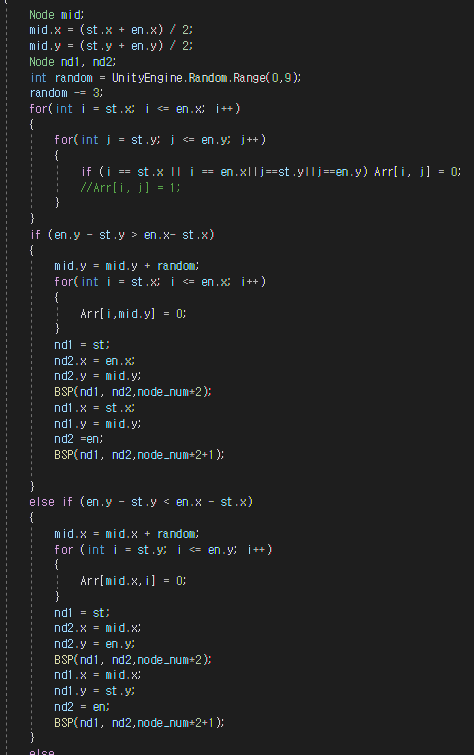 {
Node mid;
mid.x = (st.x + en.x) / 2;
mid.y = (st.y + en.y) / 2;
Node nd1, nd2;
int random = UnityEngine.Random.Range(0,9);
random -= 3;
for(int i = st.x; i <= en.x; i++)
{
for(int j = st.y; j <= en.y; j++)
{
if (i == st.x || i == en.x||j==st.y||j==en.y) Arr[i, j] = 0;
//Arr[i, j] = 1;
}
}
if (en.y - st.y > en.x- st.x)
{
mid.y = mid.y + random;
for(int i = st.x; i <= en.x; i++)
{
Arr[i,mid.y] = 0;
}
nd1 = st;
nd2.x = en.x;
nd2.y = mid.y;
BSP(nd1, nd2,node_num*2);
nd1.x = st.x;
nd1.y = mid.y;
nd2 =en;
BSP(nd1, nd2,node_num*2+1);
}
else if (en.y - st.y < en.x - st.x)
{
mid.x = mid.x + random;
for (int i = st.y; i <= en.y; i++)
{
Arr[mid.x,i] = 0;
}
nd1 = st;
nd2.x = mid.x;
nd2.y = en.y;
BSP(nd1, nd2,node_num*2);
nd1.x = mid.x;
nd1.y = st.y;
nd2 = en;
BSP(nd1, nd2,node_num*2+1);
}
else